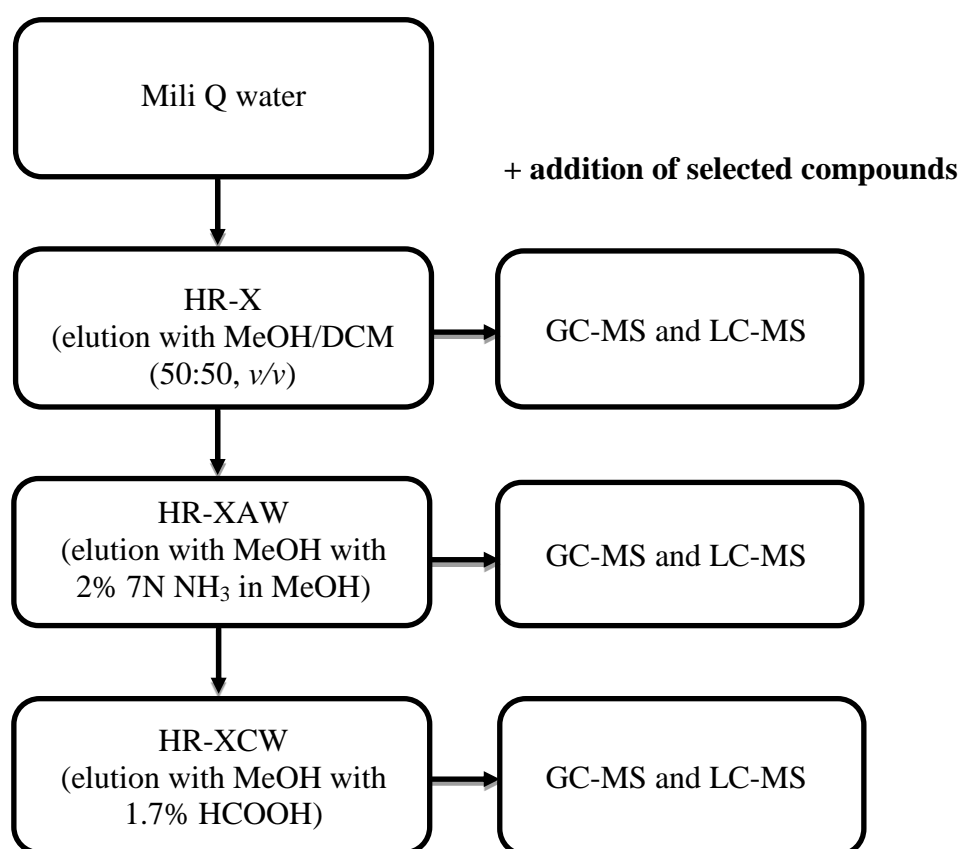 Mili Q water
+ addition of selected compounds
HR-X
(elution with MeOH/DCM
(50:50, v/v)
GC-MS and LC-MS
HR-XAW
(elution with MeOH with
2% 7N NH₃ in MeOH)
GC-MS and LC-MS
HR-XCW
(elution with MeOH with
1.7% HCOOH)
GC-MS and LC-MS